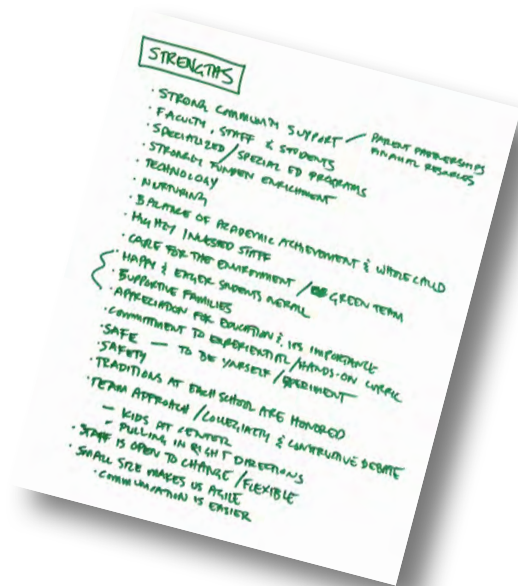 STRENGTHS
· STRONG COMMUNITY SUPPORT — PARENT PARTNERSHIPS
FINANCIAL RESOURCES
· FACULTY, STAFF & STUDENTS
· SPECIALIZED / SPECIAL ED PROGRAMS
· STRONGLY FUNDED ENRICHMENT
· TECHNOLOGY
· NURTURING
· BALANCE OF ACADEMIC ACHIEVEMENT & WHOLE CHILD
· HIGHLY INVESTED STAFF
· CARE FOR THE ENVIRONMENT / GREEN TEAM
· HAPPY & EAGER STUDENTS OVERALL
· SUPPORTIVE FAMILIES
· APPRECIATION FOR EDUCATION & ITS IMPORTANCE
· COMMITMENT TO EXPERIENTIAL / HANDS-ON CURRIC
· SAFE — TO BE YOURSELF / EXPERIMENT
· SAFETY
· TRADITIONS AT EACH SCHOOL ARE HONORED
· TEAM APPROACH / COLLEGIALITY & CONSTRUCTIVE DEBATE
— KIDS AT CENTER
— PULLING IN RIGHT DIRECTIONS
· STAFF IS OPEN TO CHANGE / FLEXIBLE
· SMALL SIZE MAKES US AGILE
· COMMUNICATION IS EASIER